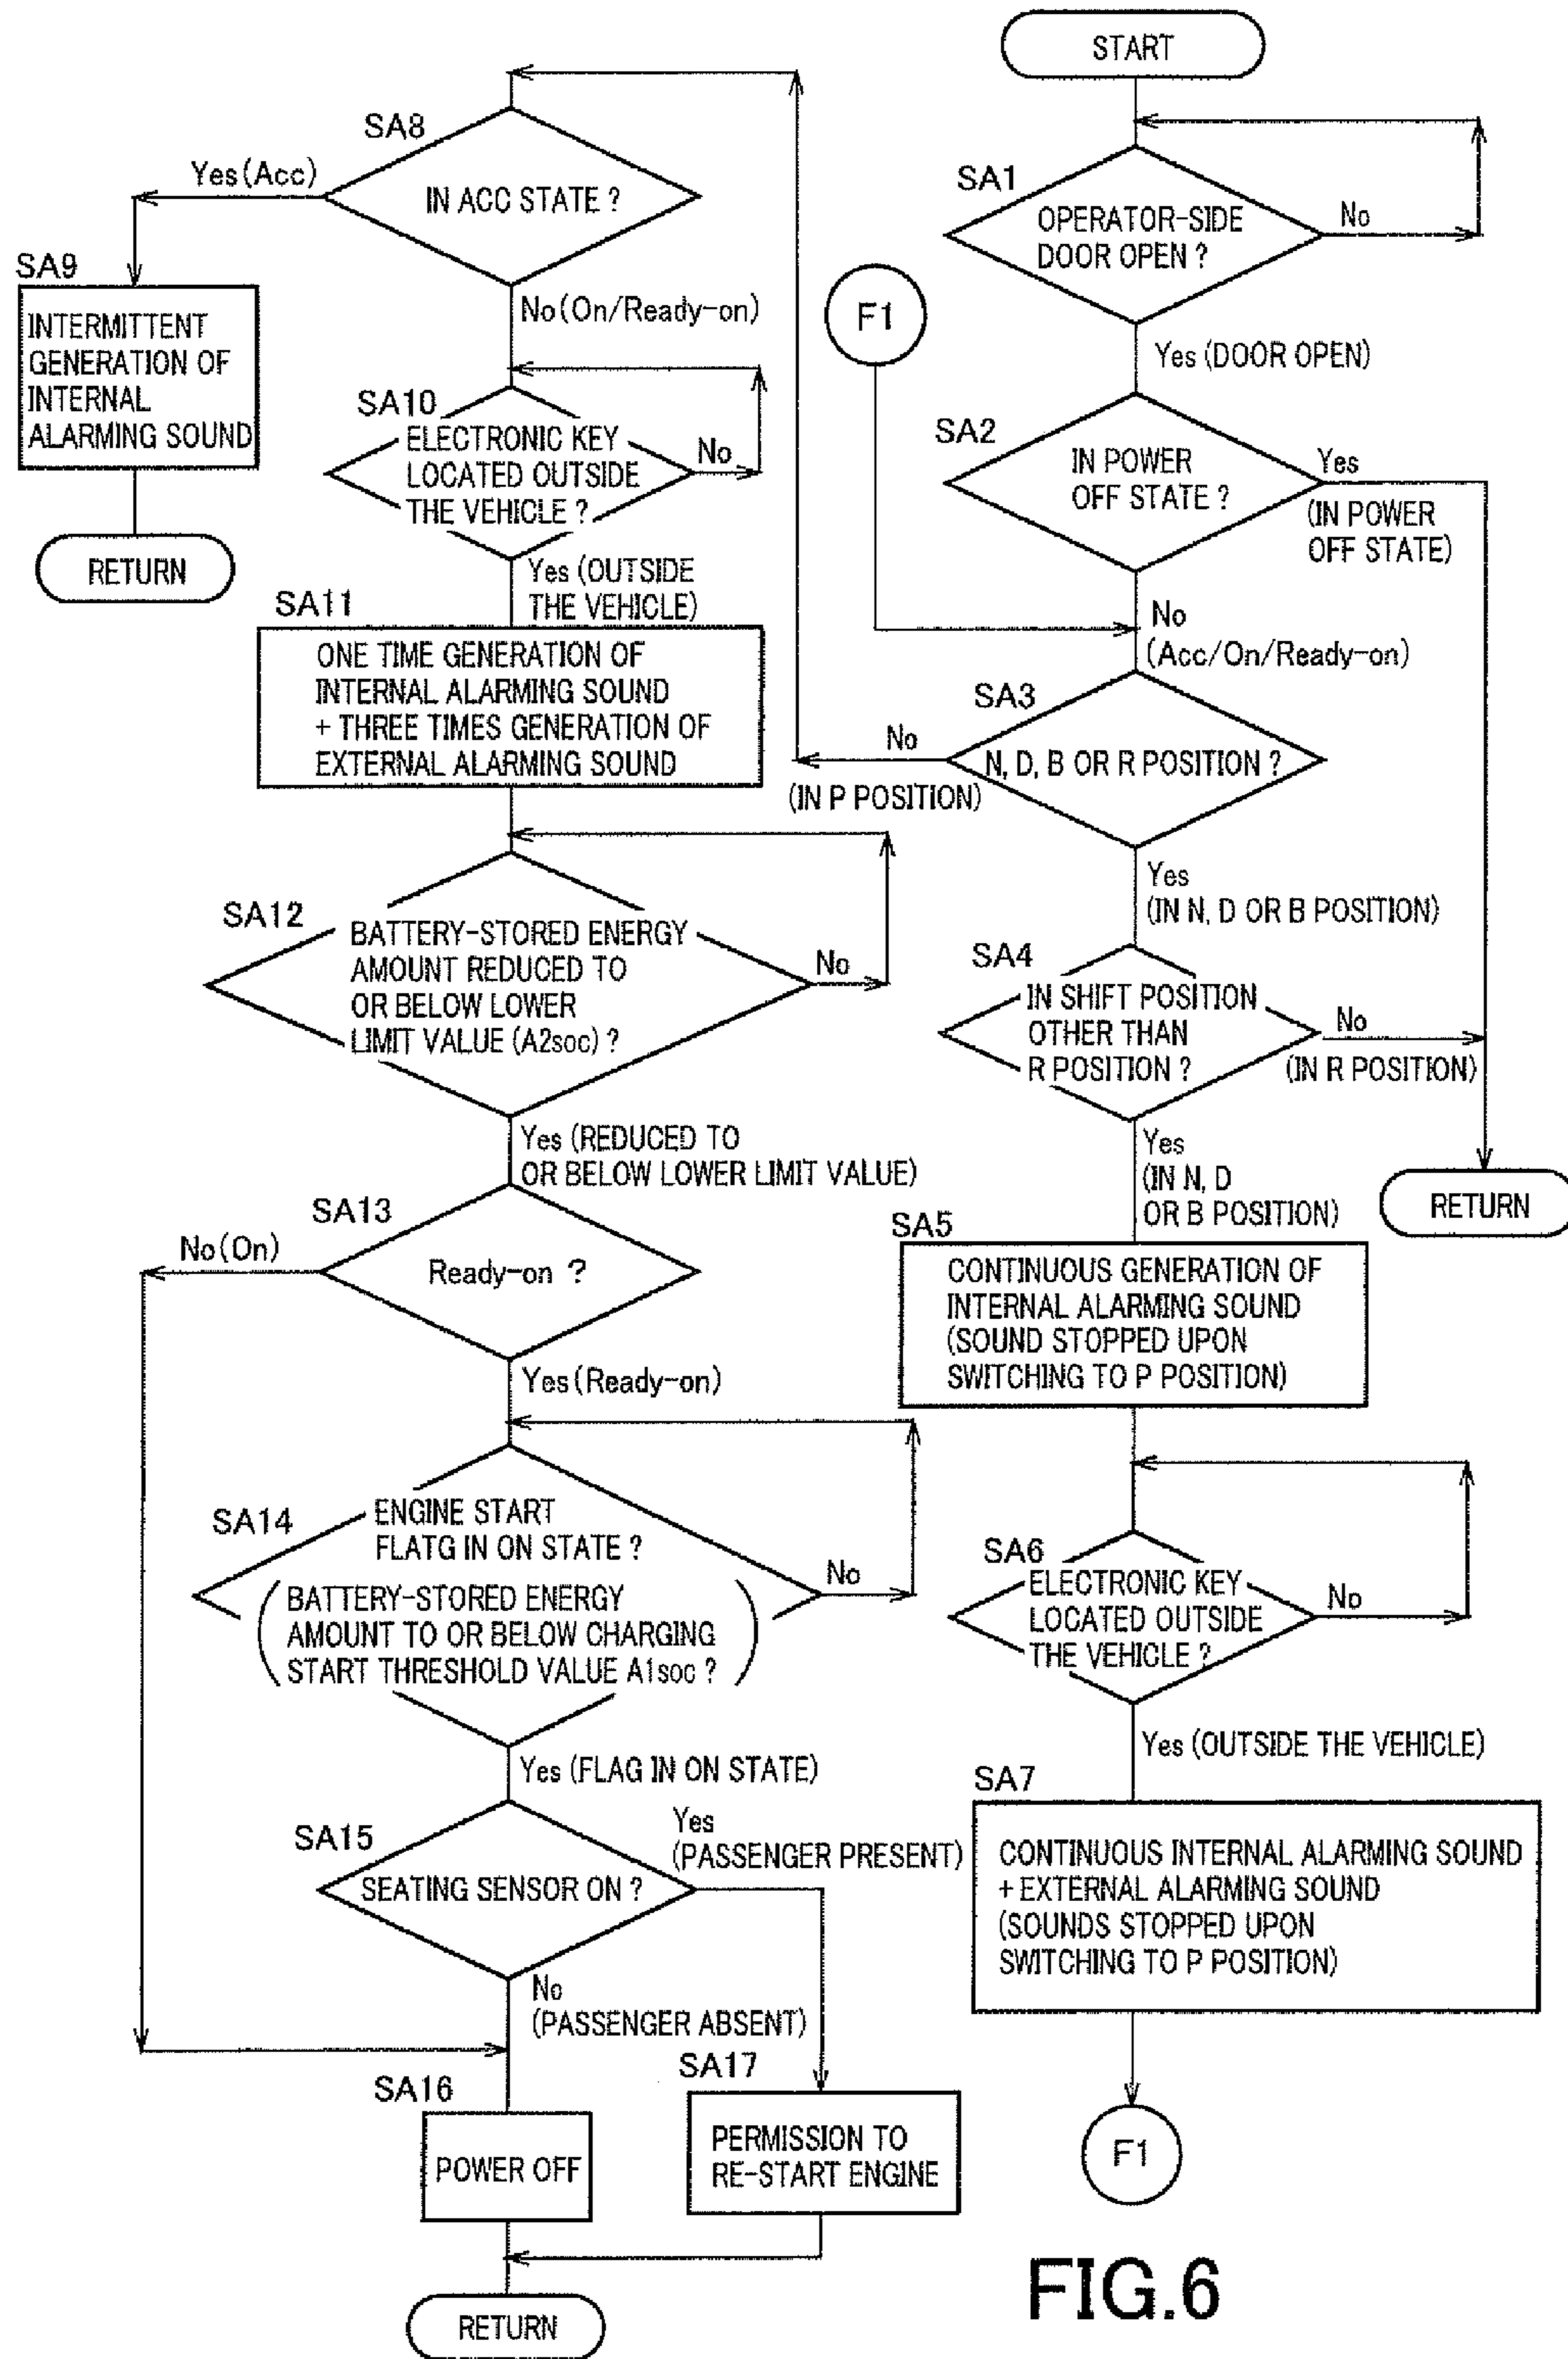 START
SA1
OPERATOR-SIDE
DOOR OPEN ?
No
Yes (DOOR OPEN)
F1
SA2
IN POWER
OFF STATE ?
Yes
(IN POWER
OFF STATE)
No
(Acc/On/Ready-on)
SA3
N, D, B OR R POSITION ?
No
(IN P POSITION)
Yes
(IN N, D OR B POSITION)
SA4
IN SHIFT POSITION
OTHER THAN
R POSITION ?
No
(IN R POSITION)
RETURN
Yes
(IN N, D
OR B POSITION)
SA5
CONTINUOUS GENERATION OF
INTERNAL ALARMING SOUND
(SOUND STOPPED UPON
SWITCHING TO P POSITION)
SA6
ELECTRONIC KEY
LOCATED OUTSIDE
THE VEHICLE ?
No
Yes (OUTSIDE THE VEHICLE)
SA7
CONTINUOUS INTERNAL ALARMING SOUND
+ EXTERNAL ALARMING SOUND
(SOUNDS STOPPED UPON
SWITCHING TO P POSITION)
F1
SA8
IN ACC STATE ?
Yes (Acc)
SA9
INTERMITTENT
GENERATION OF
INTERNAL
ALARMING SOUND
RETURN
No (On/Ready-on)
SA10
ELECTRONIC KEY
LOCATED OUTSIDE
THE VEHICLE ?
No
Yes (OUTSIDE
THE VEHICLE)
SA11
ONE TIME GENERATION OF
INTERNAL ALARMING SOUND
+ THREE TIMES GENERATION OF
EXTERNAL ALARMING SOUND
SA12
BATTERY-STORED ENERGY
AMOUNT REDUCED TO
OR BELOW LOWER
LIMIT VALUE (A2soc) ?
No
Yes (REDUCED TO
OR BELOW LOWER LIMIT VALUE)
SA13
Ready-on ?
No (On)
Yes (Ready-on)
SA14
ENGINE START
FLATG IN ON STATE ?
(BATTERY-STORED ENERGY
AMOUNT TO OR BELOW CHARGING
START THRESHOLD VALUE A1soc ?)
No
Yes (FLAG IN ON STATE)
SA15
SEATING SENSOR ON ?
Yes
(PASSENGER PRESENT)
No
(PASSENGER ABSENT)
SA16
POWER OFF
SA17
PERMISSION TO
RE-START ENGINE
RETURN
FIG.6